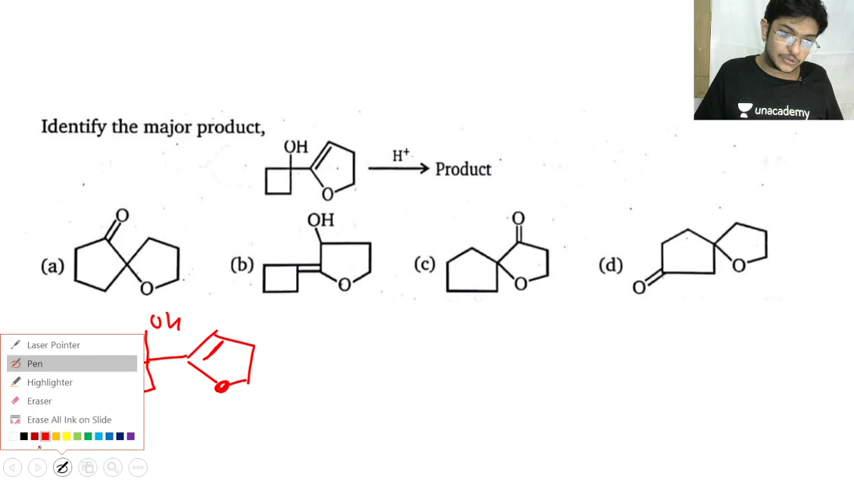 unacademy
Identify the major product,
OH
H⁺
O
Product
O
OH
O
(a)
(b)
(c)
(d)
O
O
O
O
O
OH
Laser Pointer
Pen
Highlighter
Eraser
Erase All Ink on Slide